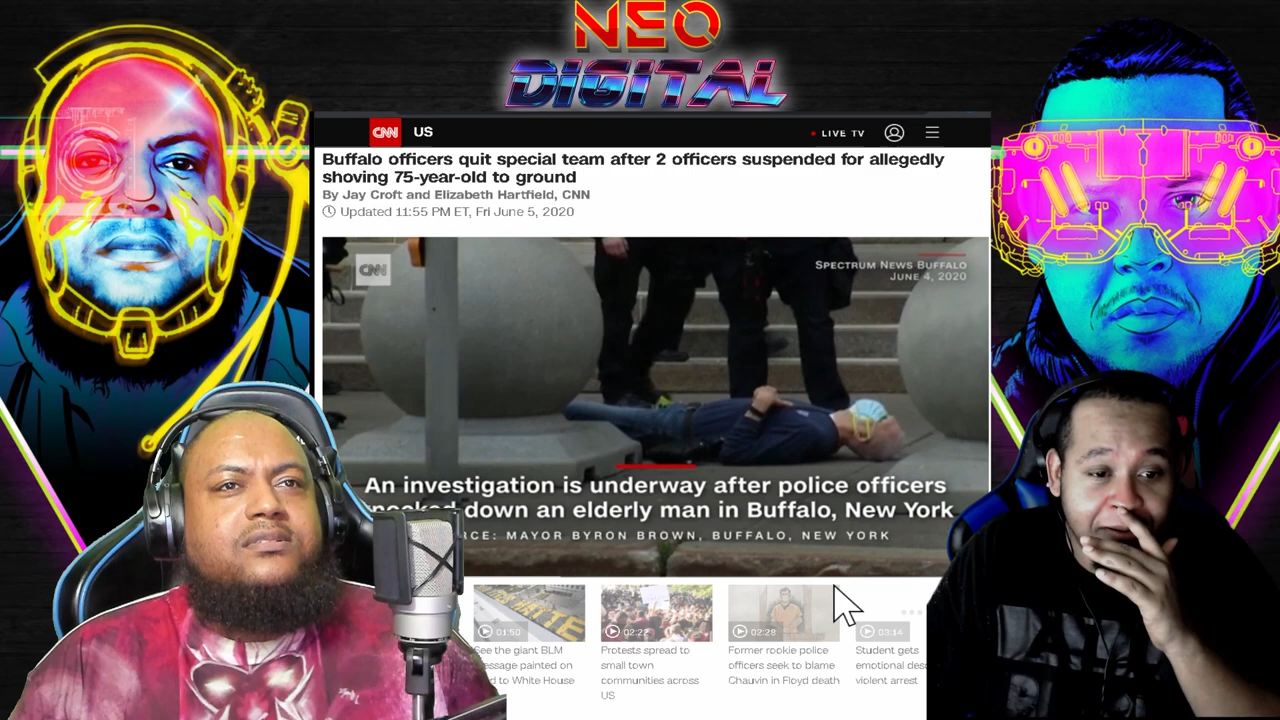 NEO
DIGITAL
CNN US LIVE TV
Buffalo officers quit special team after 2 officers suspended for allegedly
shoving 75-year-old to ground
By Jay Croft and Elizabeth Hartfield, CNN
Updated 11:55 PM ET, Fri June 5, 2020
CNN
SPECTRUM NEWS BUFFALO
JUNE 4, 2020
An investigation is underway after police officers
down an elderly man in Buffalo, New York
MAYOR BYRON BROWN, BUFFALO, NEW YORK
01:50
02:22
02:28
03:14
See the giant BLM
message painted on
to White House
Protests spread to
small town
communities across
US
Former rookie police
officers seek to blame
Chauvin in Floyd death
Student gets
emotional
violent arrest